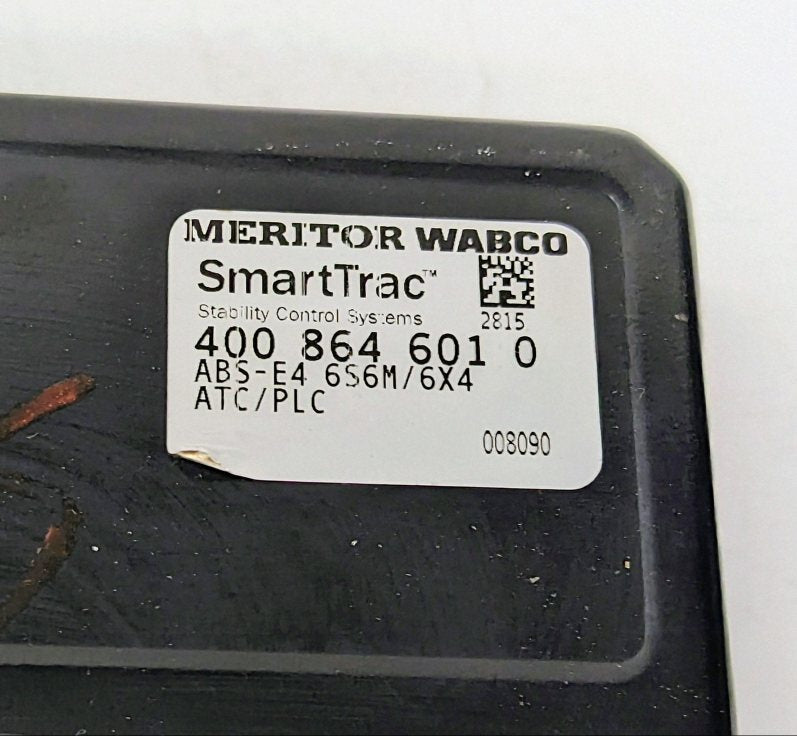 MERITOR WABCO
SmartTrac™
Stability Control Systems
2815
400 864 601 0
ABS-E4 6S6M/6X4
ATC/PLC
008090